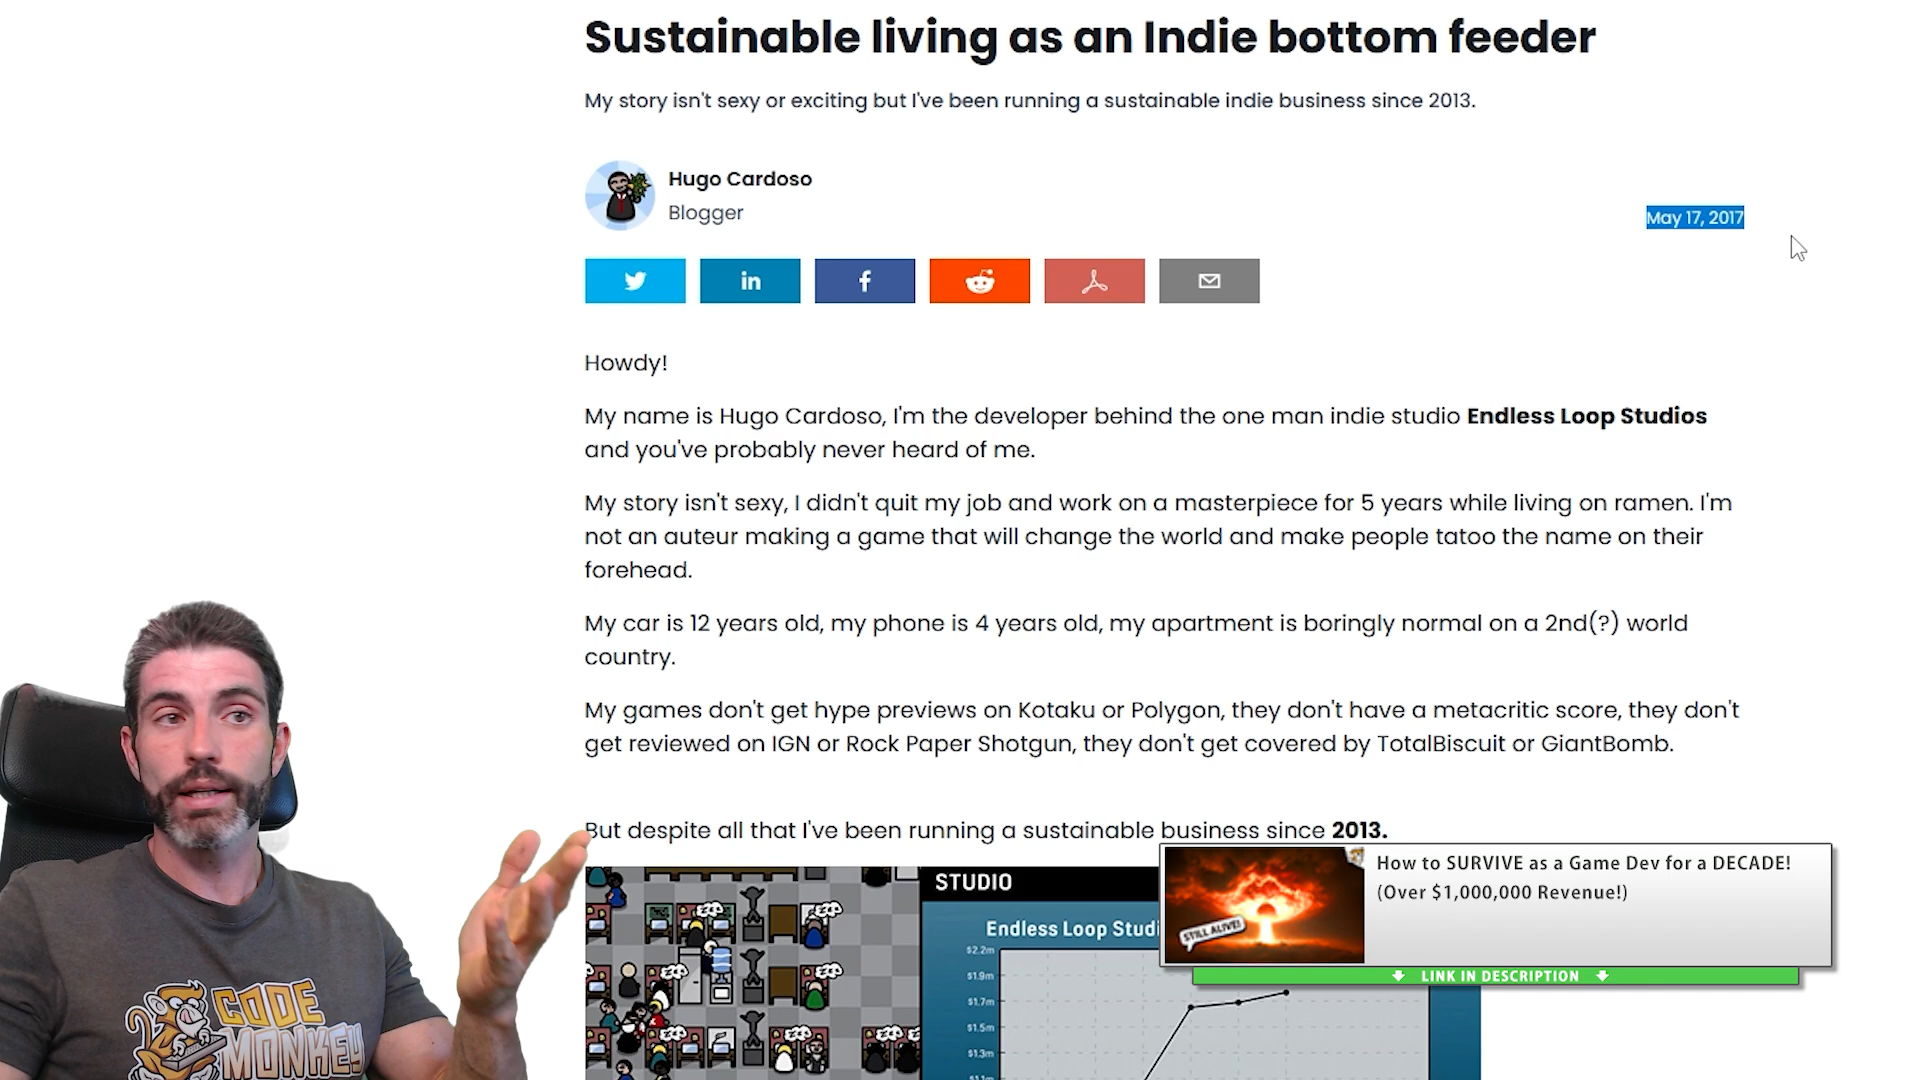 Sustainable living as an Indie bottom feeder
My story isn't sexy or exciting but I've been running a sustainable indie business since 2013.
Hugo Cardoso
Blogger
May 17, 2017
in
f
Howdy!
My name is Hugo Cardoso, I'm the developer behind the one man indie studio Endless Loop Studios
and you've probably never heard of me.
My story isn't sexy, I didn't quit my job and work on a masterpiece for 5 years while living on ramen. I'm
not an auteur making a game that will change the world and make people tatoo the name on their
forehead.
My car is 12 years old, my phone is 4 years old, my apartment is boringly normal on a 2nd(?) world
country.
My games don't get hype previews on Kotaku or Polygon, they don't have a metacritic score, they don't
get reviewed on IGN or Rock Paper Shotgun, they don't get covered by TotalBiscuit or GiantBomb.
But despite all that I've been running a sustainable business since 2013.
STUDIO
Endless Loop Studi
$2.2m
$1.9m
$1.7m
$1.5m
$1.3m
How to SURVIVE as a Game Dev for a DECADE!
(Over $1,000,000 Revenue!)
STILL ALIVE!
LINK IN DESCRIPTION
CODE
MONKEY